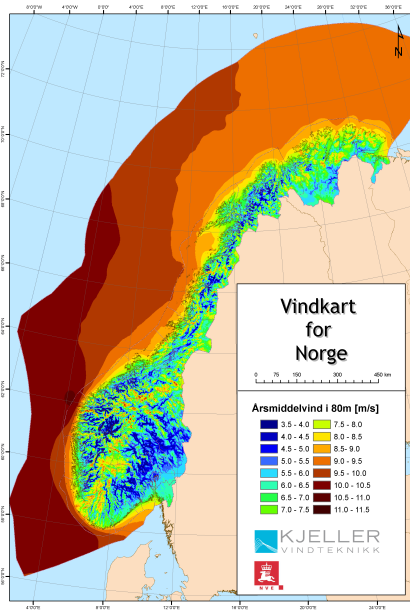 Vindkart
for
Norge
0 75 150 300 450 km
Årsmiddelvind i 80m [m/s]
3.5 - 4.0 7.5 - 8.0
4.0 - 4.5 8.0 - 8.5
4.5 - 5.0 8.5 - 9.0
5.0 - 5.5 9.0 - 9.5
5.5 - 6.0 9.5 - 10.0
6.0 - 6.5 10.0 - 10.5
6.5 - 7.0 10.5 - 11.0
7.0 - 7.5 11.0 - 11.5
KJELLER
VINDTEKNIKK
NVE